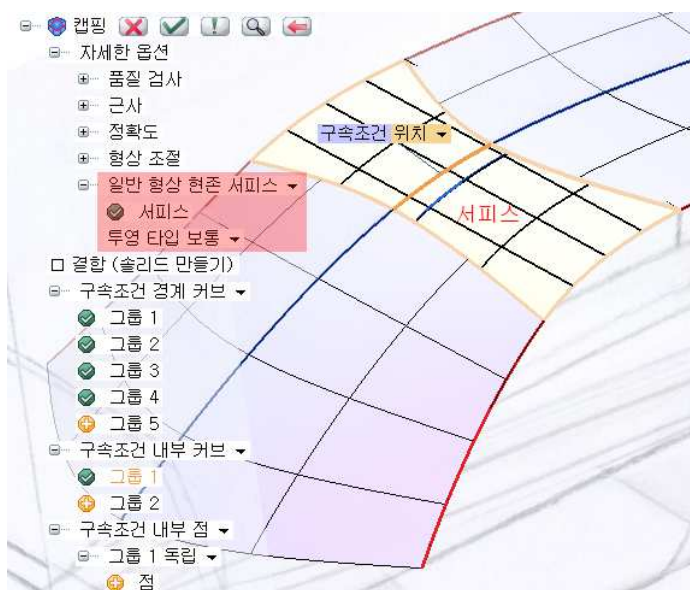 캡핑
자세한 옵션
품질 검사
근사
정확도
형상 조절
일반 형상 현존 서피스
서피스
투영 타입 보통
결합 (솔리드 만들기)
구속조건 경계 커브
그룹 1
그룹 2
그룹 3
그룹 4
그룹 5
구속조건 내부 커브
그룹 1
그룹 2
구속조건 내부 점
그룹 1 독립
점
구속조건 위치
서피스